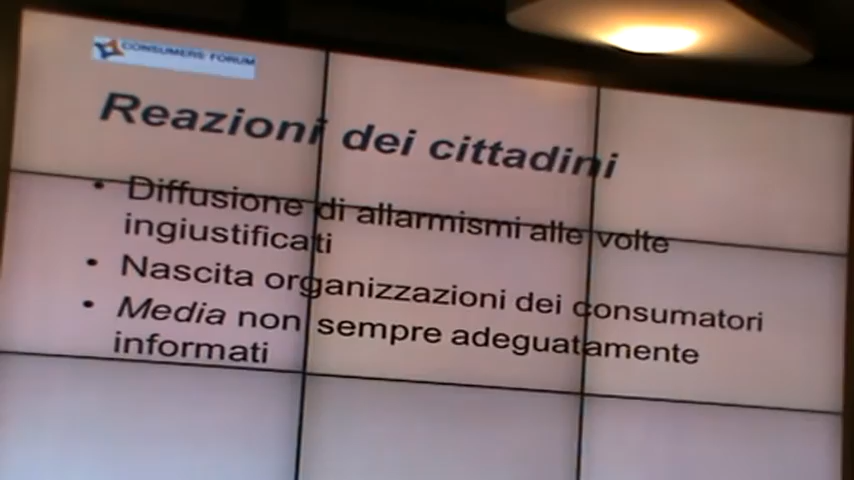 CONSUMERS' FORUM
Reazioni dei cittadini
• Diffusione di allarmismi alle volte
ingiustificati
• Nascita organizzazioni dei consumatori
• Media non sempre adeguatamente
informati